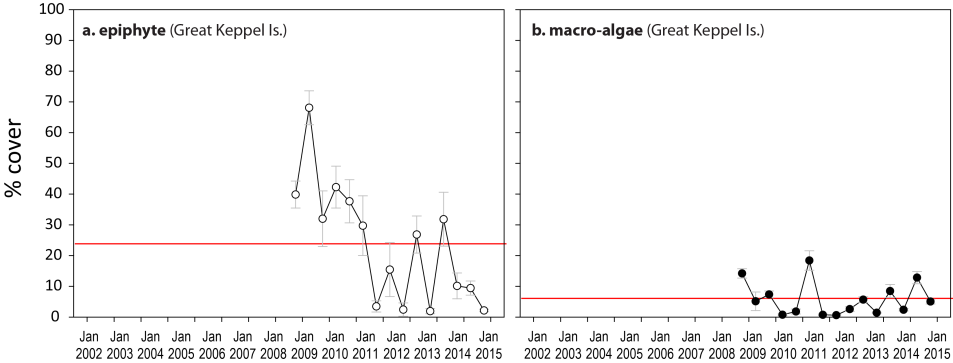 100
90
80
70
60
50
40
30
20
10
0
% cover
a. epiphyte (Great Keppel Is.)
Jan Jan Jan Jan Jan Jan Jan Jan Jan Jan Jan Jan Jan Jan Jan Jan
2002 2003 2004 2005 2006 2007 2008 2009 2010 2011 2012 2013 2014 2015
b. macro-algae (Great Keppel Is.)
Jan Jan Jan Jan Jan Jan Jan Jan Jan Jan Jan Jan Jan Jan Jan Jan
2002 2003 2004 2005 2006 2007 2008 2009 2010 2011 2012 2013 2014 2015